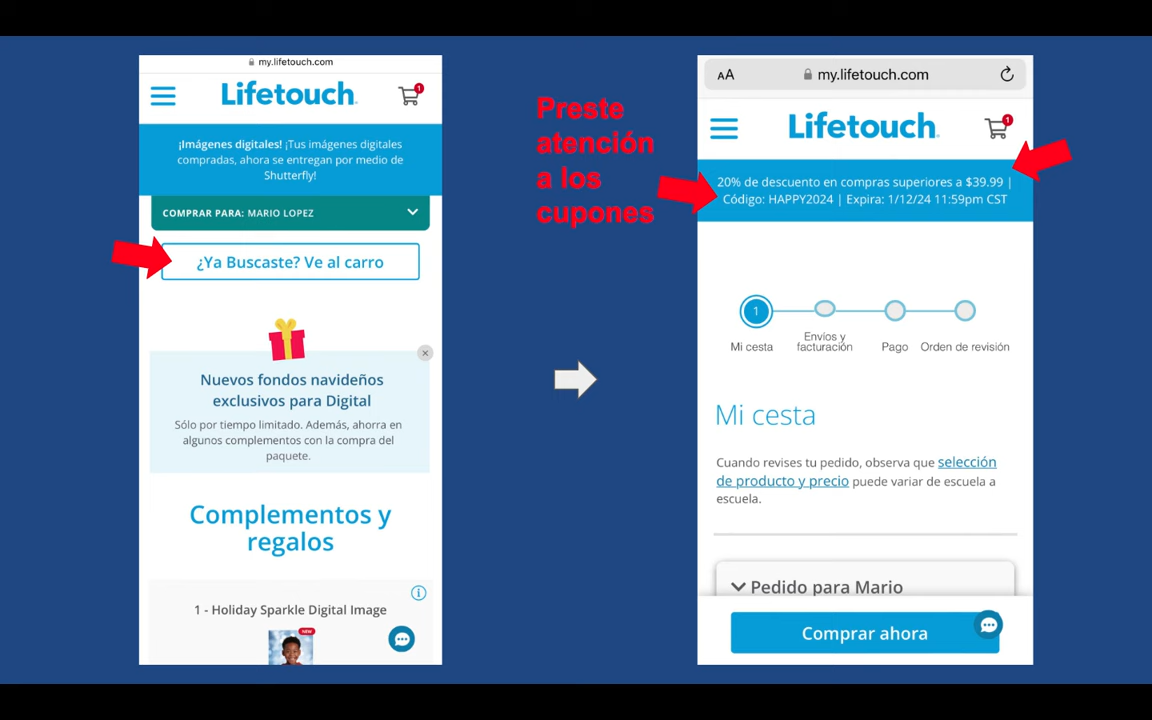 my.lifetouch.com
Lifetouch.
1
¡Imágenes digitales! ¡Tus imágenes digitales
compradas, ahora se entregan por medio de
Shutterfly!
COMPRAR PARA: MARIO LOPEZ
¿Ya Buscaste? Ve al carro
Nuevos fondos navideños
exclusivos para Digital
Sólo por tiempo limitado. Además, ahorra en
algunos complementos con la compra del
paquete.
Complementos y
regalos
1 - Holiday Sparkle Digital Image
NEW
Preste
atención
a los
cupones
AA
my.lifetouch.com
Lifetouch.
1
20% de descuento en compras superiores a $39.99 |
Código: HAPPY2024 | Expira: 1/12/24 11:59pm CST
1
Mi cesta
Envíos y
facturación
Pago
Orden de revisión
Mi cesta
Cuando revises tu pedido, observa que selección
de producto y precio puede variar de escuela a
escuela.
Pedido para Mario
Comprar ahora